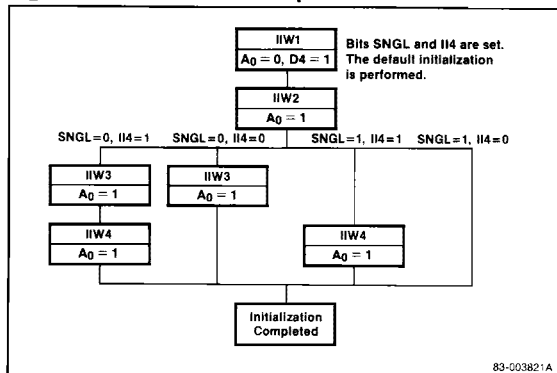 IIW1
A0 = 0, D4 = 1
Bits SNGL and II4 are set.
The default initialization
is performed.
IIW2
A0 = 1
SNGL=0, II4=1
SNGL=0, II4=0
SNGL=1, II4=1
SNGL=1, II4=0
IIW3
A0 = 1
IIW3
A0 = 1
IIW4
A0 = 1
IIW4
A0 = 1
Initialization
Completed
83-003821A